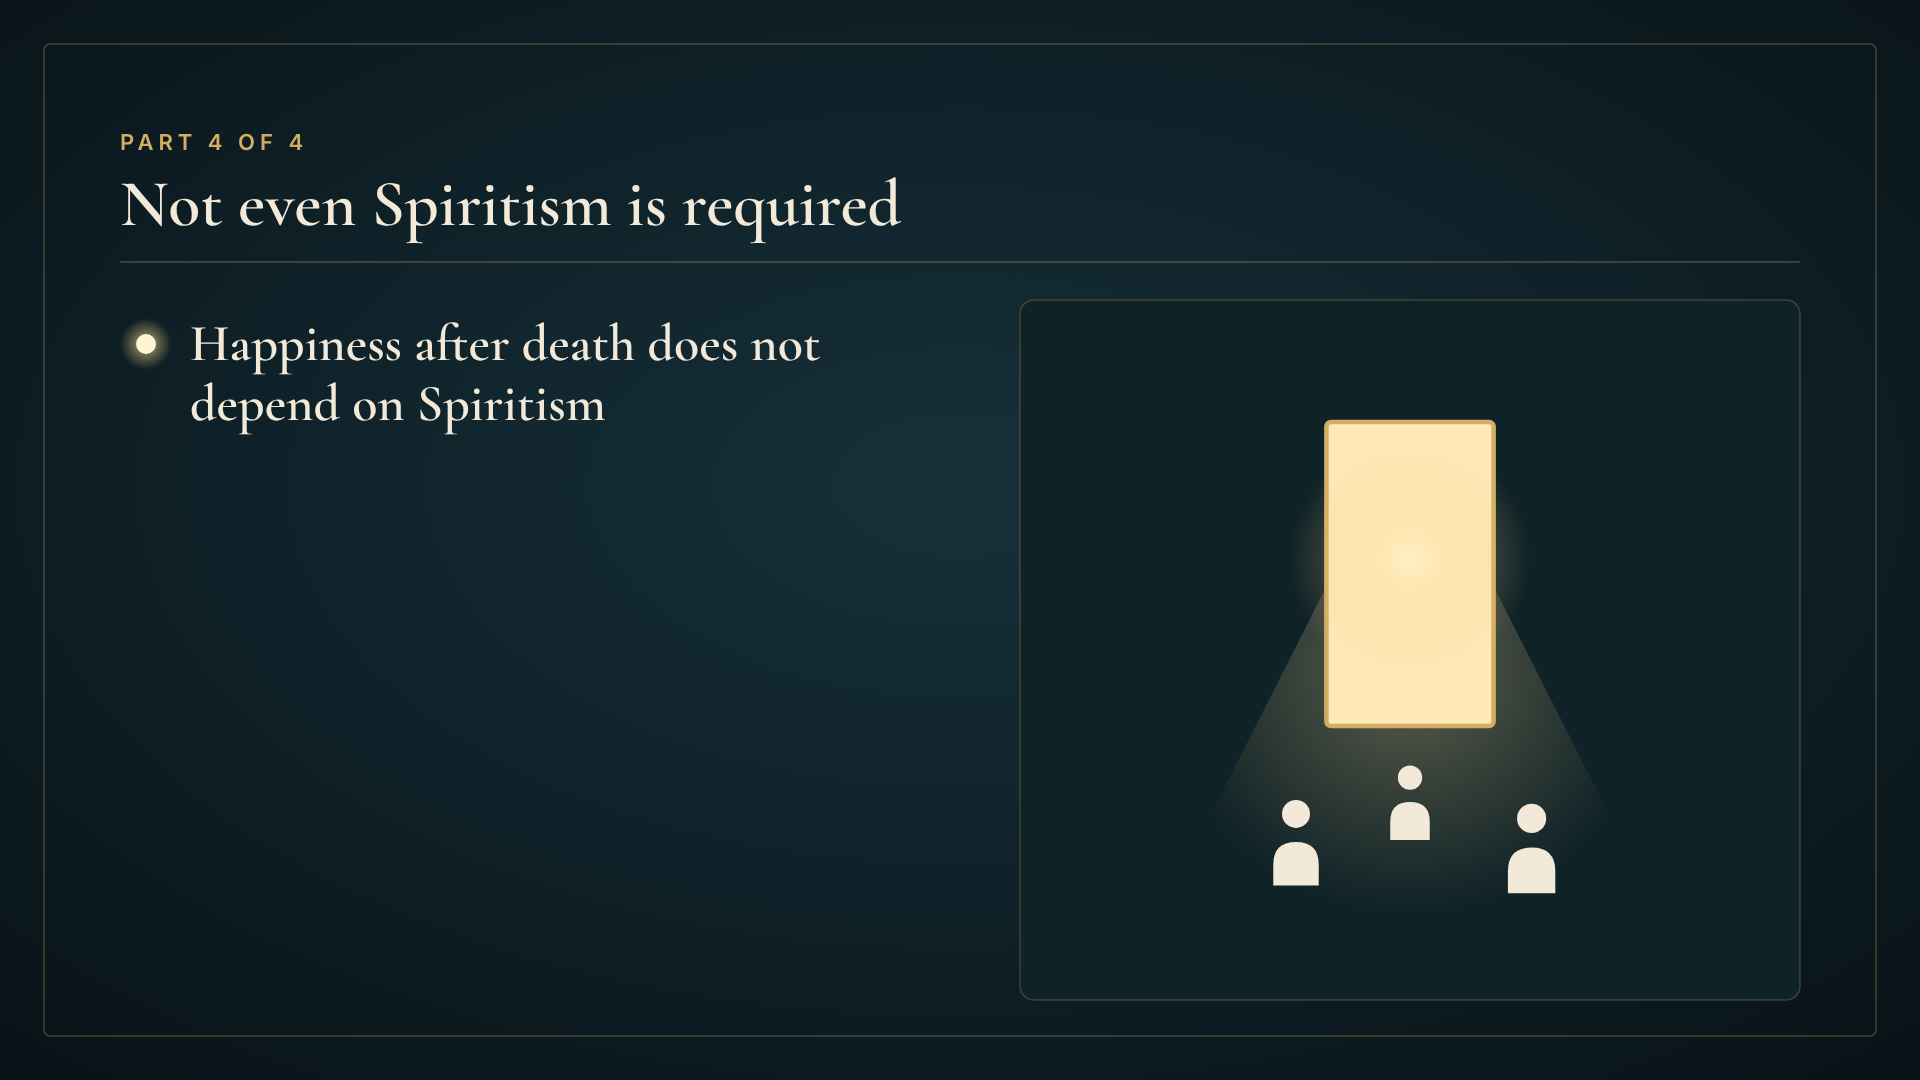 PART 4 OF 4
Not even Spiritism is required
Happiness after death does not
depend on Spiritism